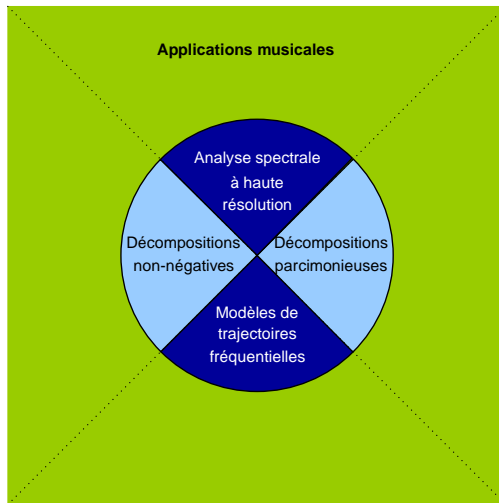 Applications musicales
Analyse spectrale
à haute
résolution
Décompositions
non-négatives
Décompositions
parcimonieuses
Modèles de
trajectoires
fréquentielles